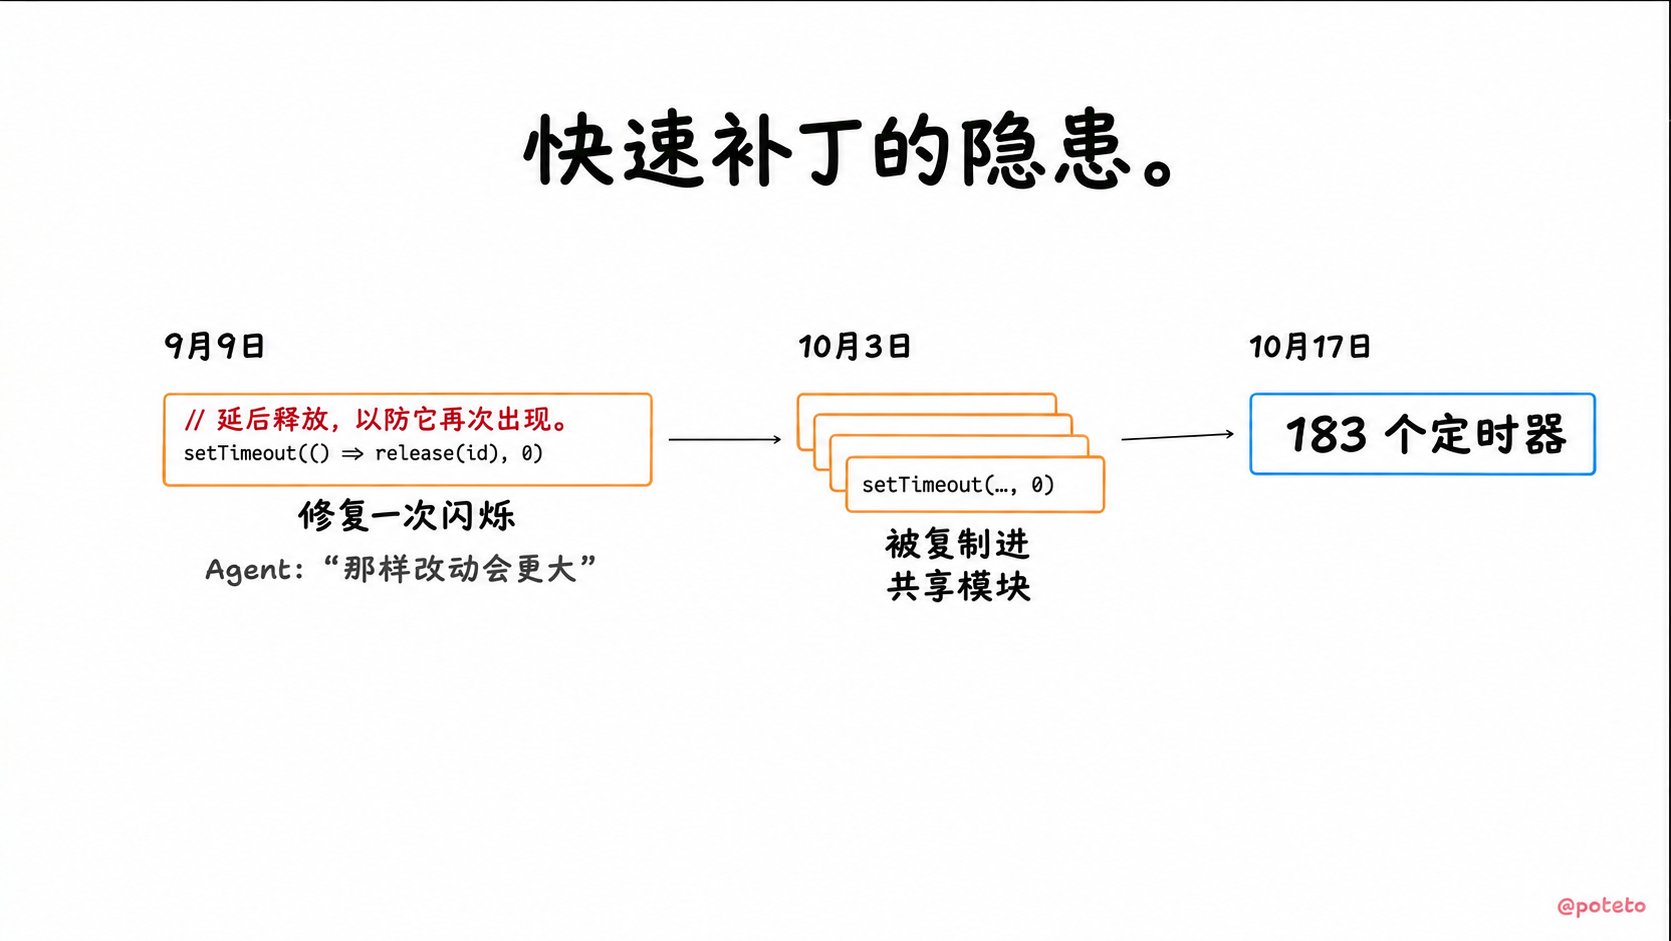 快速补丁的隐患。
9月9日
// 延后释放，以防它再次出现。
setTimeout(() => release(id), 0)
修复一次闪烁
Agent：“那样改动会更大”
10月3日
setTimeout(…, 0)
被复制进
共享模块
10月17日
183 个定时器
@poteto